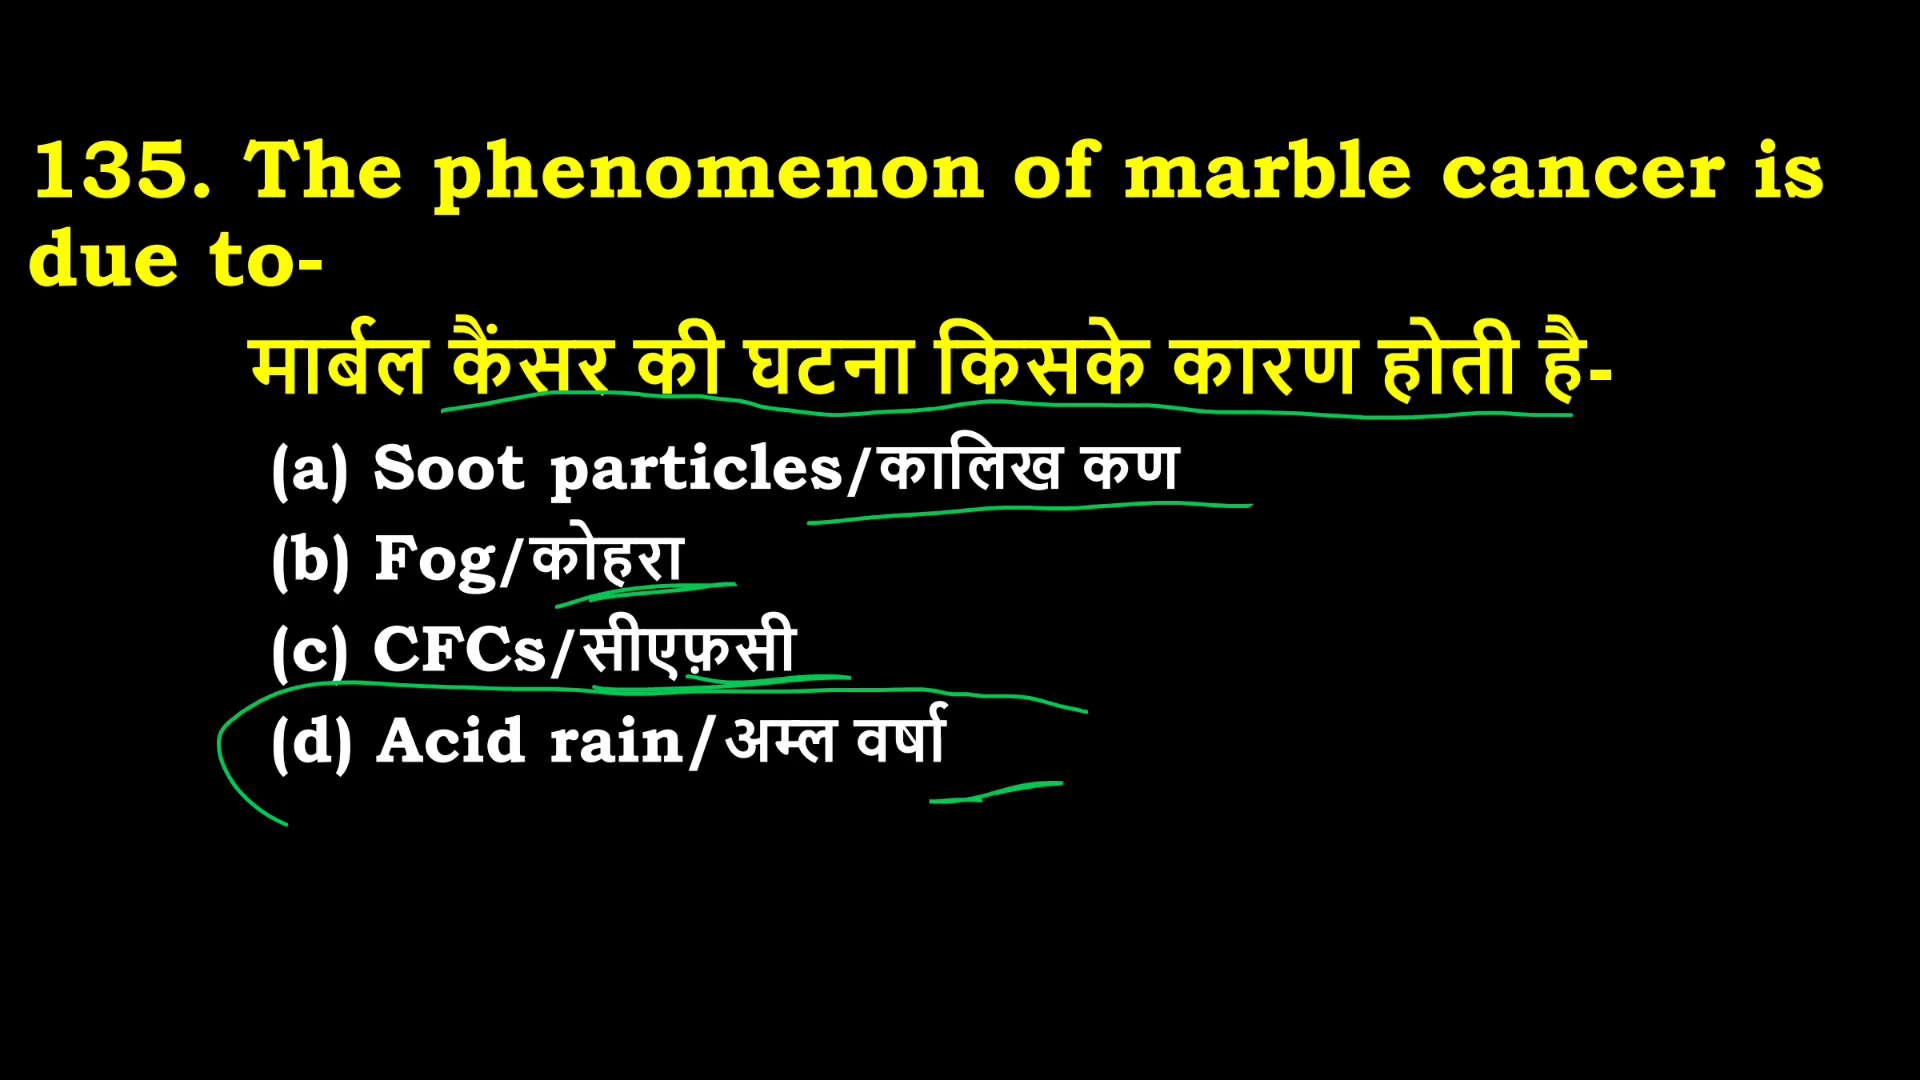 135. The phenomenon of marble cancer is
due to-
मार्बल कैंसर की घटना किसके कारण होती है-
(a) Soot particles/कालिख कण
(b) Fog/कोहरा
(c) CFCs/सीएफ़सी
(d) Acid rain/अम्ल वर्षा